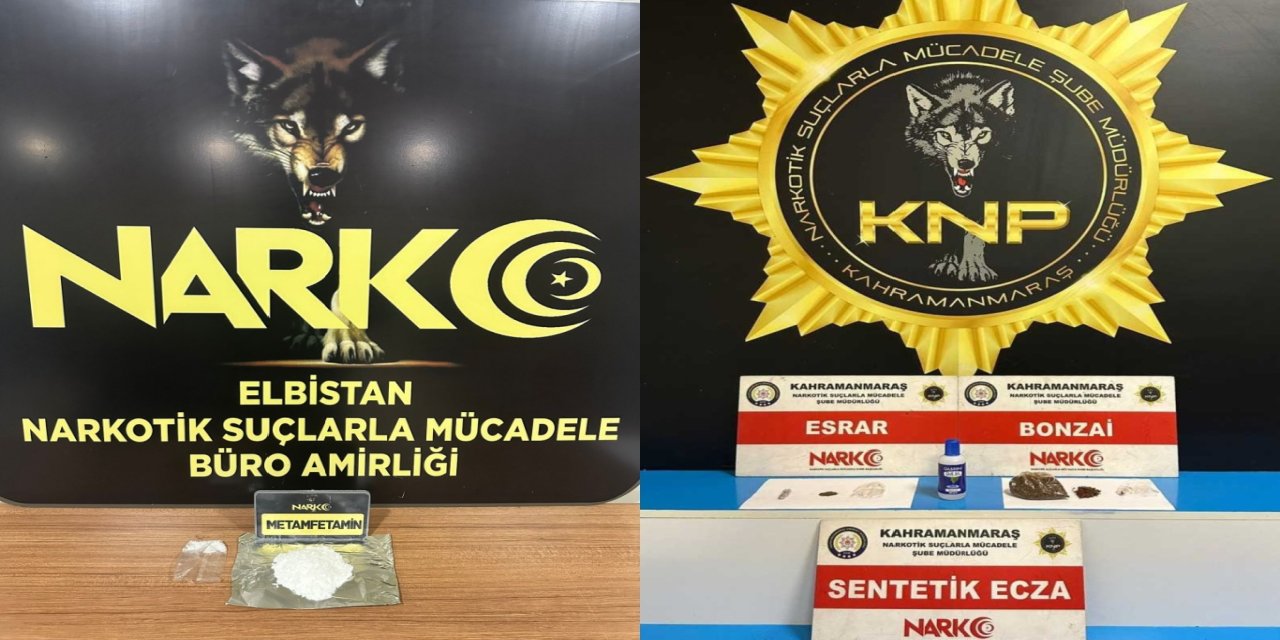 NARKO
ELBİSTAN
NARKOTİK SUÇLARLA MÜCADELE
BÜRO AMİRLİĞİ
NARKO
METAMFETAMİN
NARKOTİK SUÇLARLA MÜCADELE ŞUBE MÜDÜRLÜĞÜ
KNP
KAHRAMANMARAŞ
KAHRAMANMARAŞ
NARKOTİK SUÇLARLA MÜCADELE
ŞUBE MÜDÜRLÜĞÜ
ESRAR
NARKO
KAHRAMANMARAŞ
NARKOTİK SUÇLARLA MÜCADELE
ŞUBE MÜDÜRLÜĞÜ
BONZAİ
NARKO
KAHRAMANMARAŞ
NARKOTİK SUÇLARLA MÜCADELE
ŞUBE MÜDÜRLÜĞÜ
SENTETİK ECZA
NARKO